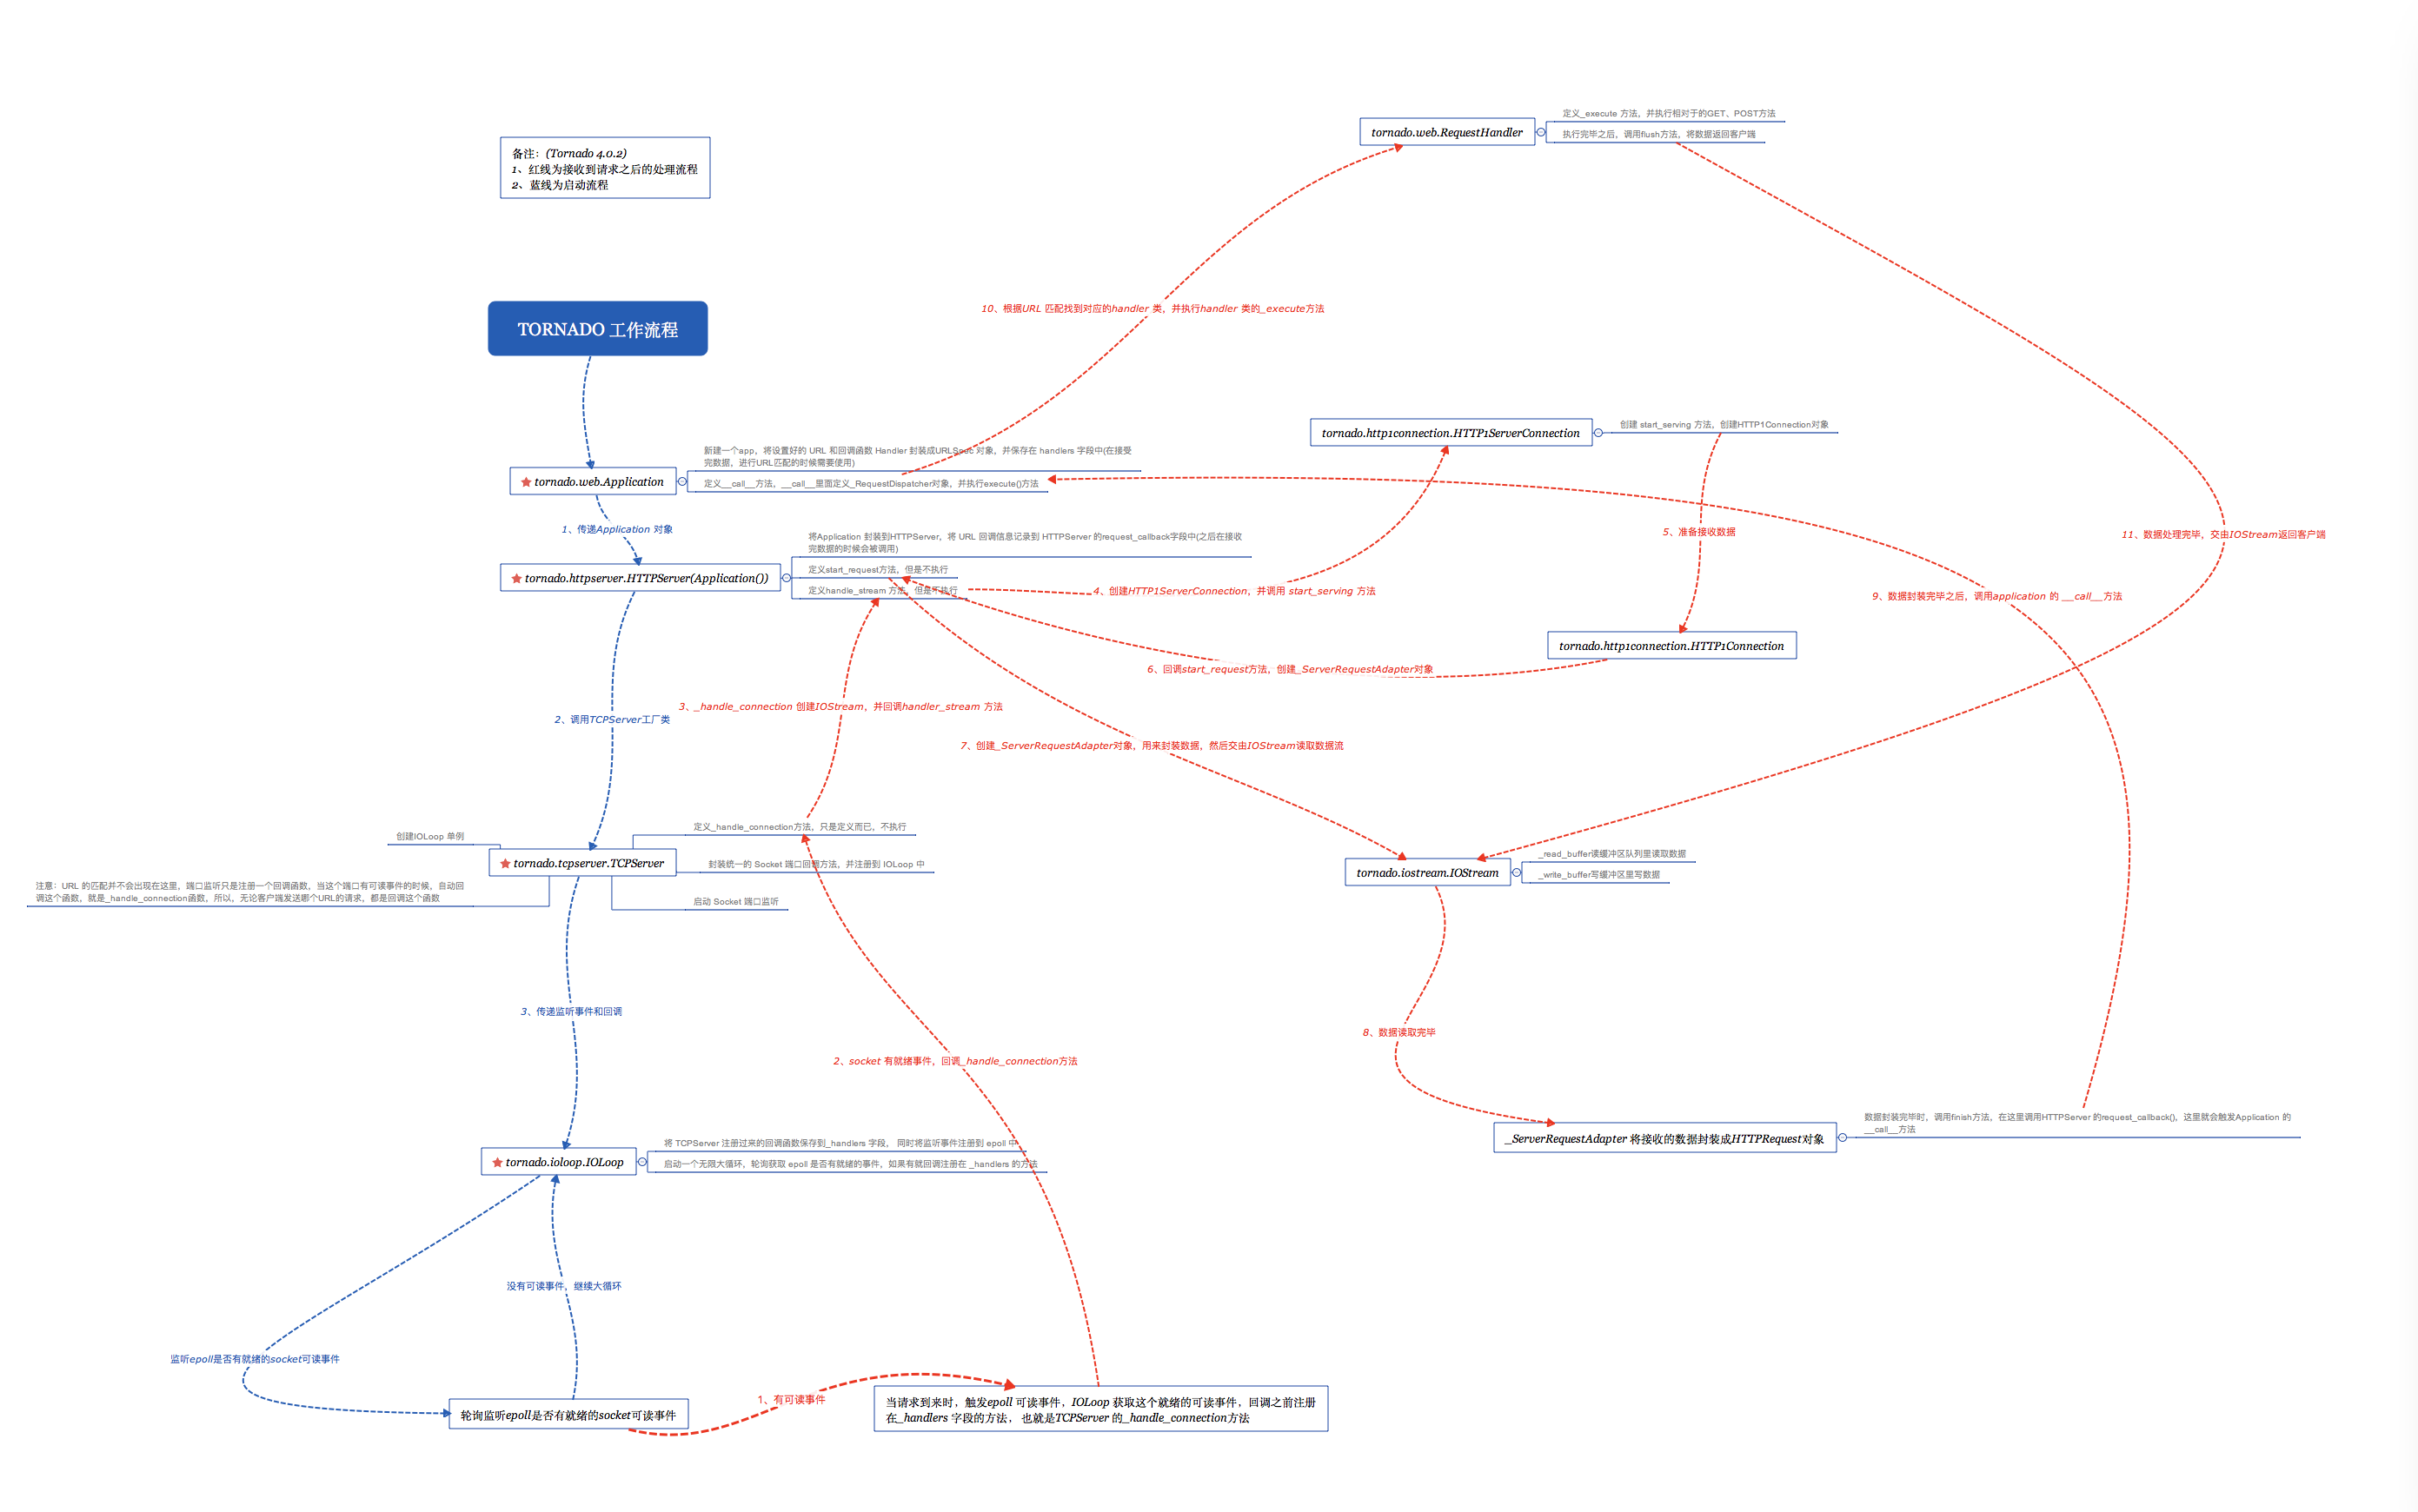 定义_execute 方法，并执行相对于的GET、POST方法
tornado.web.RequestHandler
执行完毕之后，调用flush方法，将数据返回客户端
备注：(Tornado 4.0.2)
1、红线为接收到请求之后的处理流程
2、蓝线为启动流程
10、根据URL 匹配找到对应的handler 类，并执行handler 类的_execute方法
TORNADO 工作流程
新建一个app，将设置好的 URL 和回调函数 Handler 封装成URLSpec 对象，并保存在 handlers 字段中(在接受
完数据，进行URL匹配的时候需要使用)
tornado.web.Application
定义__call__方法，__call__里面定义_RequestDispatcher对象，并执行execute()方法
tornado.http1connection.HTTP1ServerConnection
创建 start_serving 方法，创建HTTP1Connection对象
1、传递Application 对象
5、准备接收数据
11、数据处理完毕，交由IOStream返回客户端
将Application 封装到HTTPServer，将 URL 回调信息记录到 HTTPServer 的request_callback字段中(之后在接收
完数据的时候会被调用)
tornado.httpserver.HTTPServer(Application())
定义start_request方法，但是不执行
定义handle_stream 方法，但是不执行
4、创建HTTP1ServerConnection，并调用 start_serving 方法
9、数据封装完毕之后，调用application 的 __call__方法
tornado.http1connection.HTTP1Connection
6、回调start_request方法，创建_ServerRequestAdapter对象
3、_handle_connection 创建IOStream，并回调handler_stream 方法
2、调用TCPServer工厂类
7、创建_ServerRequestAdapter对象，用来封装数据，然后交由IOStream读取数据流
定义_handle_connection方法，只是定义而已，不执行
创建IOLoop 单例
tornado.tcpserver.TCPServer
封装统一的 Socket 端口回调方法，并注册到 IOLoop 中
注意：URL 的匹配并不会出现在这里，端口监听只是注册一个回调函数，当这个端口有可读事件的时候，自动回
调这个函数，就是_handle_connection函数，所以，无论客户端发送哪个URL的请求，都是回调这个函数
启动 Socket 端口监听
_read_buffer读缓冲区队列里读取数据
tornado.iostream.IOStream
_write_buffer写缓冲区里写数据
3、传递监听事件和回调
8、数据读取完毕
2、socket 有就绪事件，回调_handle_connection方法
数据封装完毕时，调用finish方法，在这里调用HTTPServer 的request_callback()，这里就会触发Application 的
__call__方法
_ServerRequestAdapter 将接收的数据封装成HTTPRequest对象
将 TCPServer 注册过来的回调函数保存到_handlers 字段， 同时将监听事件注册到 epoll 中
tornado.ioloop.IOLoop
启动一个无限大循环，轮询获取 epoll 是否有就绪的事件，如果有就回调注册在 _handlers 的方法
没有可读事件，继续大循环
监听epoll是否有就绪的socket可读事件
1、有可读事件
轮询监听epoll是否有就绪的socket可读事件
当请求到来时，触发epoll 可读事件，IOLoop 获取这个就绪的可读事件，回调之前注册
在_handlers 字段的方法， 也就是TCPServer 的_handle_connection方法